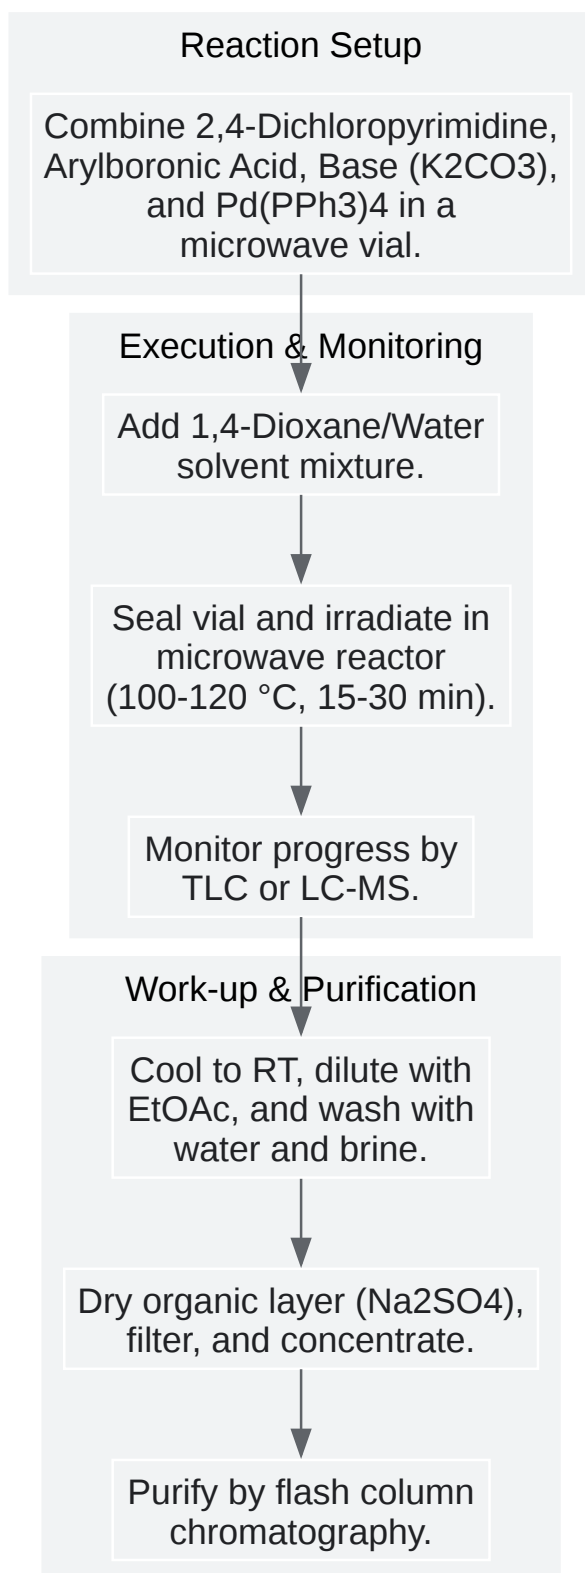 Reaction Setup
Combine 2,4-Dichloropyrimidine,
Arylboronic Acid, Base (K2CO3),
and Pd(PPh3)4 in a
microwave vial.
Execution & Monitoring
Add 1,4-Dioxane/Water
solvent mixture.
Seal vial and irradiate in
microwave reactor
(100-120 °C, 15-30 min).
Monitor progress by
TLC or LC-MS.
Work-up & Purification
Cool to RT, dilute with
EtOAc, and wash with
water and brine.
Dry organic layer (Na2SO4),
filter, and concentrate.
Purify by flash column
chromatography.